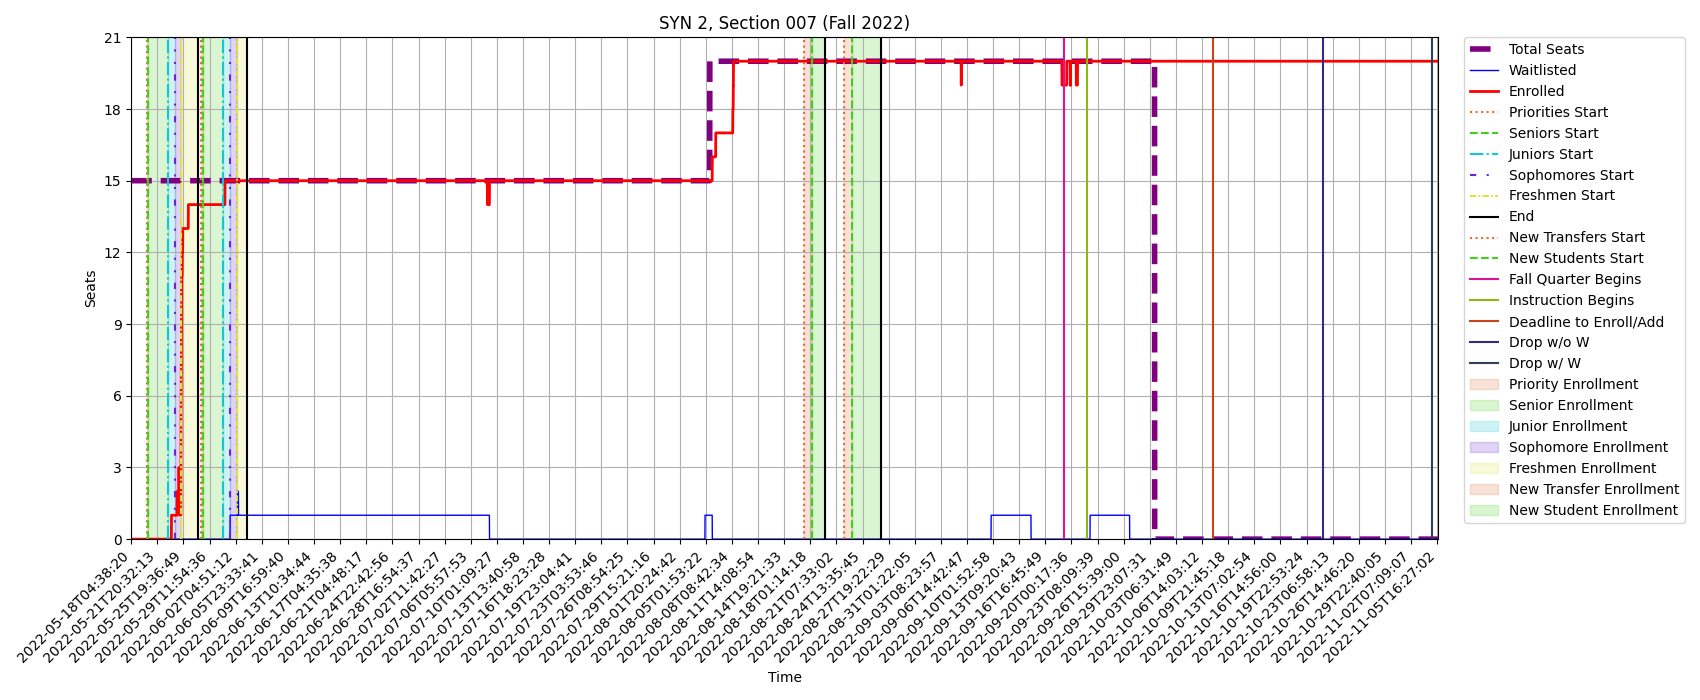 SYN 2, Section 007 (Fall 2022)
21
18
15
12
9
6
3
0
Seats
2022-05-18T04:38:20
2022-05-21T20:32:13
2022-05-25T19:36:49
2022-05-29T11:54:36
2022-06-02T04:51:12
2022-06-05T23:33:41
2022-06-09T16:59:40
2022-06-13T10:34:44
2022-06-17T04:35:38
2022-06-21T04:48:17
2022-06-24T22:42:56
2022-06-28T16:54:37
2022-07-02T11:42:27
2022-07-06T05:57:53
2022-07-10T01:09:27
2022-07-13T13:40:58
2022-07-16T18:23:28
2022-07-19T23:04:41
2022-07-23T03:53:46
2022-07-26T08:54:25
2022-07-29T15:21:16
2022-08-01T20:24:42
2022-08-05T01:53:22
2022-08-08T08:42:34
2022-08-11T14:08:54
2022-08-14T19:21:33
2022-08-18T01:14:18
2022-08-21T07:33:02
2022-08-24T13:35:45
2022-08-27T19:22:29
2022-08-31T01:22:05
2022-09-03T08:23:57
2022-09-06T14:42:47
2022-09-10T01:52:58
2022-09-13T09:20:43
2022-09-16T16:45:49
2022-09-20T00:17:36
2022-09-23T08:09:39
2022-09-26T15:39:00
2022-09-29T23:07:31
2022-10-03T06:31:49
2022-10-06T14:03:12
2022-10-09T21:45:18
2022-10-13T07:02:54
2022-10-16T14:56:00
2022-10-19T22:53:24
2022-10-23T06:58:13
2022-10-26T14:46:20
2022-10-29T22:40:05
2022-11-02T07:09:07
2022-11-05T16:27:02
Time
Total Seats
Waitlisted
Enrolled
Priorities Start
Seniors Start
Juniors Start
Sophomores Start
Freshmen Start
End
New Transfers Start
New Students Start
Fall Quarter Begins
Instruction Begins
Deadline to Enroll/Add
Drop w/o W
Drop w/ W
Priority Enrollment
Senior Enrollment
Junior Enrollment
Sophomore Enrollment
Freshmen Enrollment
New Transfer Enrollment
New Student Enrollment